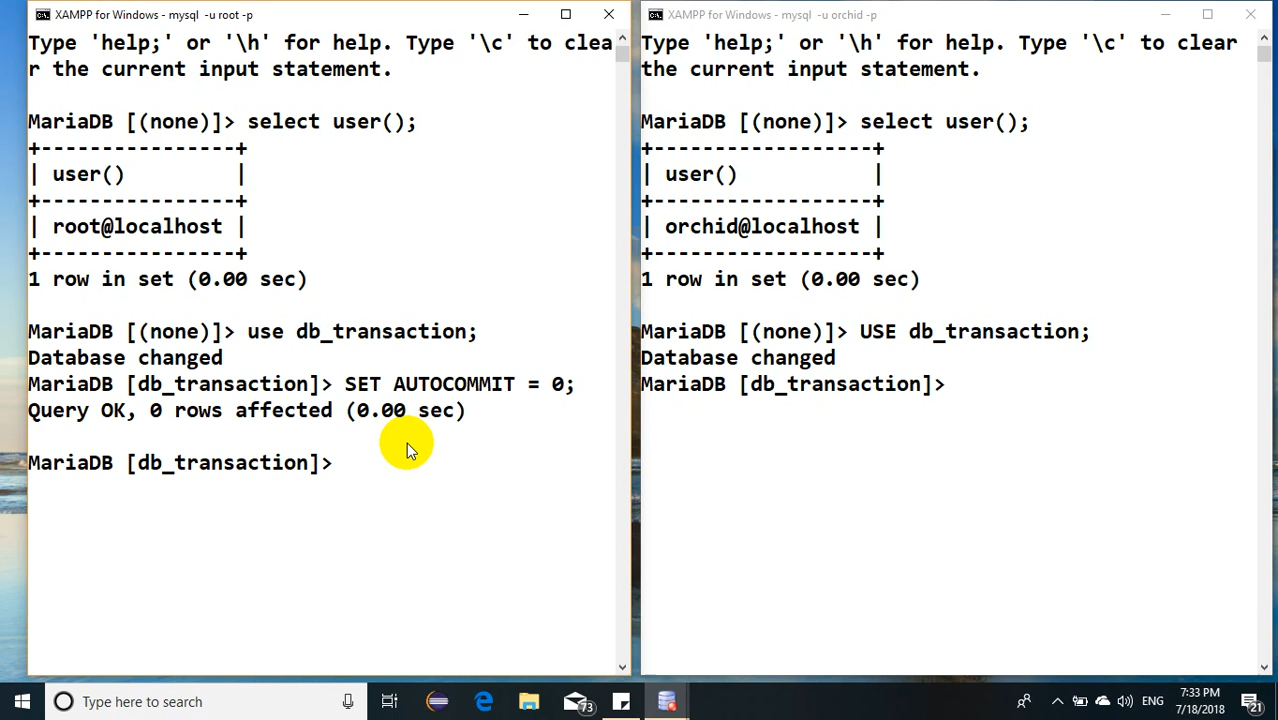 XAMPP for Windows - mysql -u root -p
Type 'help;' or '\h' for help. Type '\c' to clea
r the current input statement.
MariaDB [(none)]> select user();
+----------------+
| user()         |
+----------------+
| root@localhost |
+----------------+
1 row in set (0.00 sec)
MariaDB [(none)]> use db_transaction;
Database changed
MariaDB [db_transaction]> SET AUTOCOMMIT = 0;
Query OK, 0 rows affected (0.00 sec)
MariaDB [db_transaction]>
XAMPP for Windows - mysql -u orchid -p
Type 'help;' or '\h' for help. Type '\c' to clear
the current input statement.
MariaDB [(none)]> select user();
+------------------+
| user()           |
+------------------+
| orchid@localhost |
+------------------+
1 row in set (0.00 sec)
MariaDB [(none)]> USE db_transaction;
Database changed
MariaDB [db_transaction]>
Type here to search
73
ENG
7:33 PM
7/18/2018
21